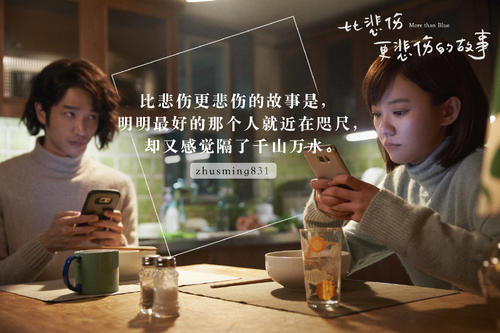 比悲伤
More than Blue
更悲伤的故事
比悲伤更悲伤的故事是，
明明最好的那个人就近在咫尺，
却又感觉隔了千山万水。
zhusming831